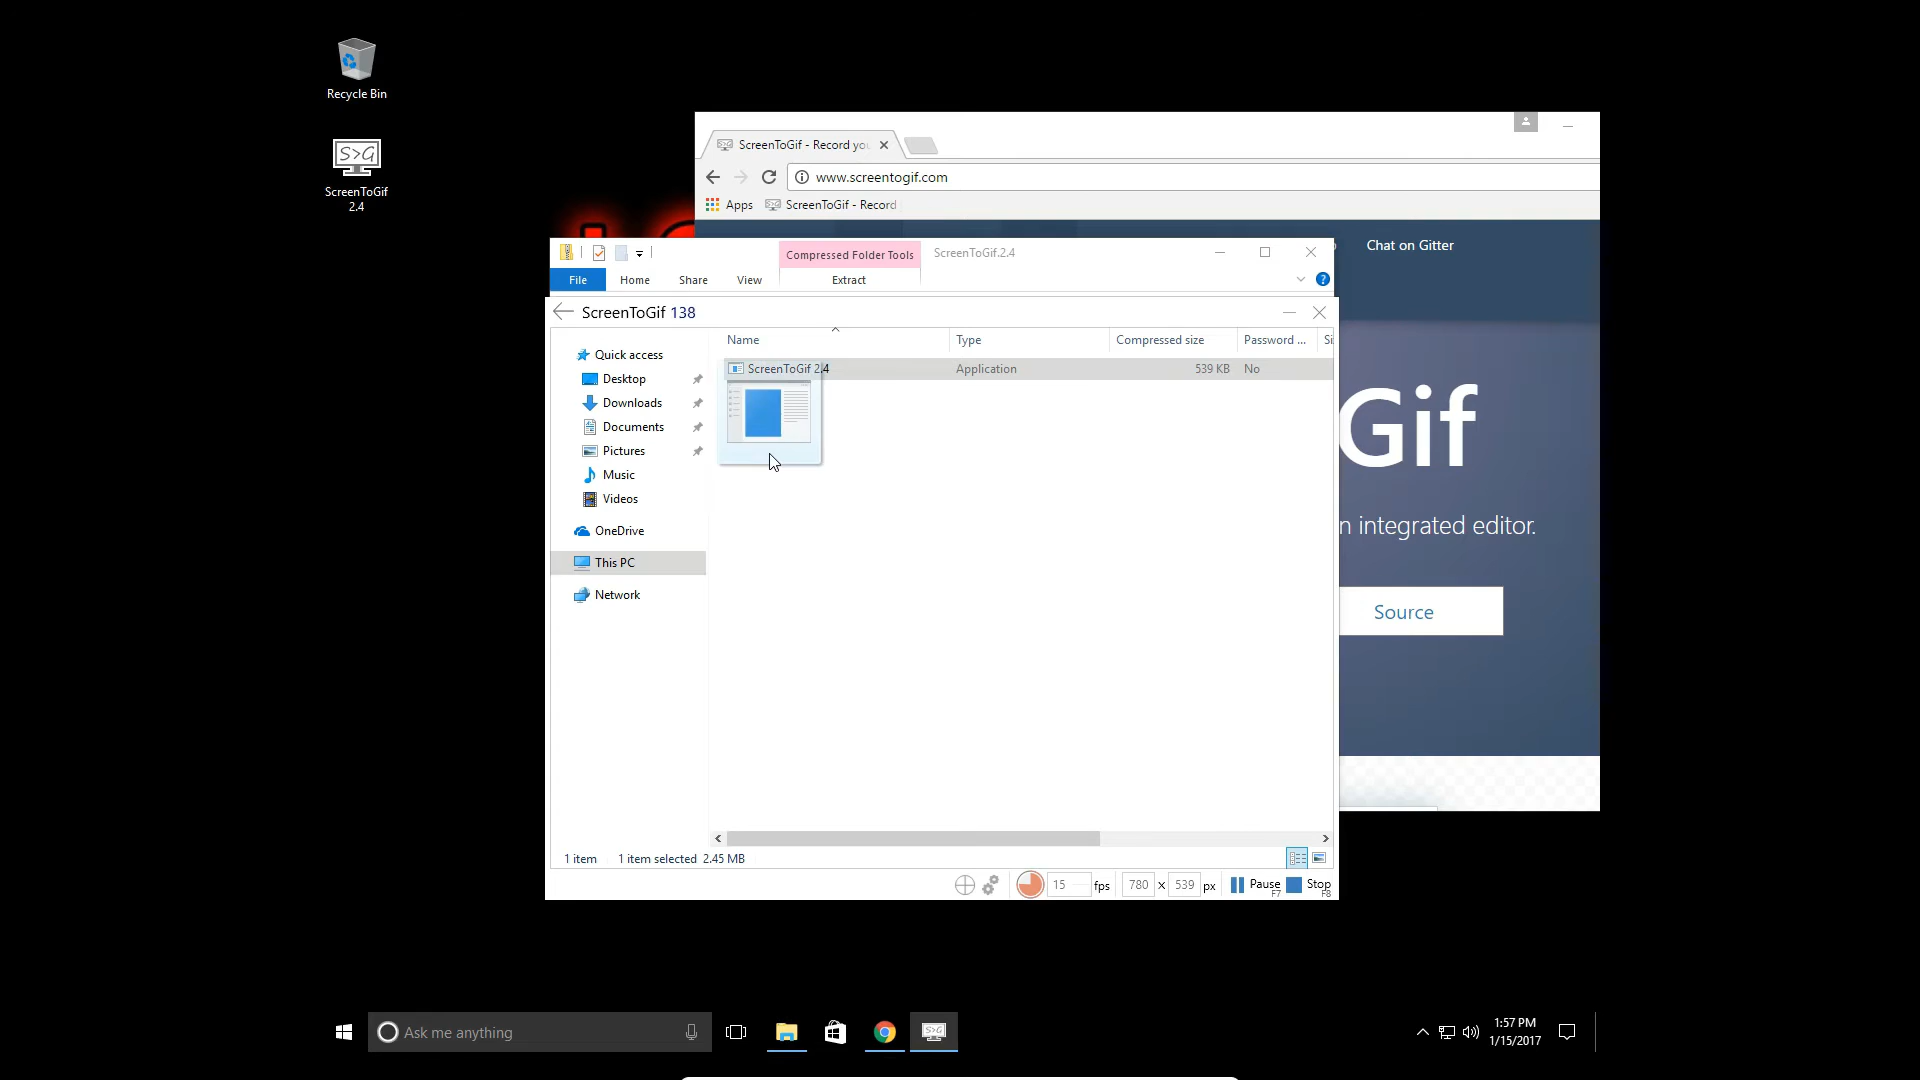 Recycle Bin
S>G
ScreenToGif
2.4
ScreenToGif - Record you
www.screentogif.com
Apps
ScreenToGif - Record
Chat on Gitter
Compressed Folder Tools
ScreenToGif.2.4
File
Home
Share
View
Extract
ScreenToGif 138
Name
Type
Compressed size
Password ...
Si
Quick access
Desktop
Downloads
Documents
Pictures
Music
Videos
OneDrive
This PC
Network
ScreenToGif 2.4
Application
539 KB
No
Gif
n integrated editor.
Source
1 item
1 item selected 2.45 MB
15 fps
780 x 539 px
Pause
F7
Stop
F8
Ask me anything
S>G
1:57 PM
1/15/2017